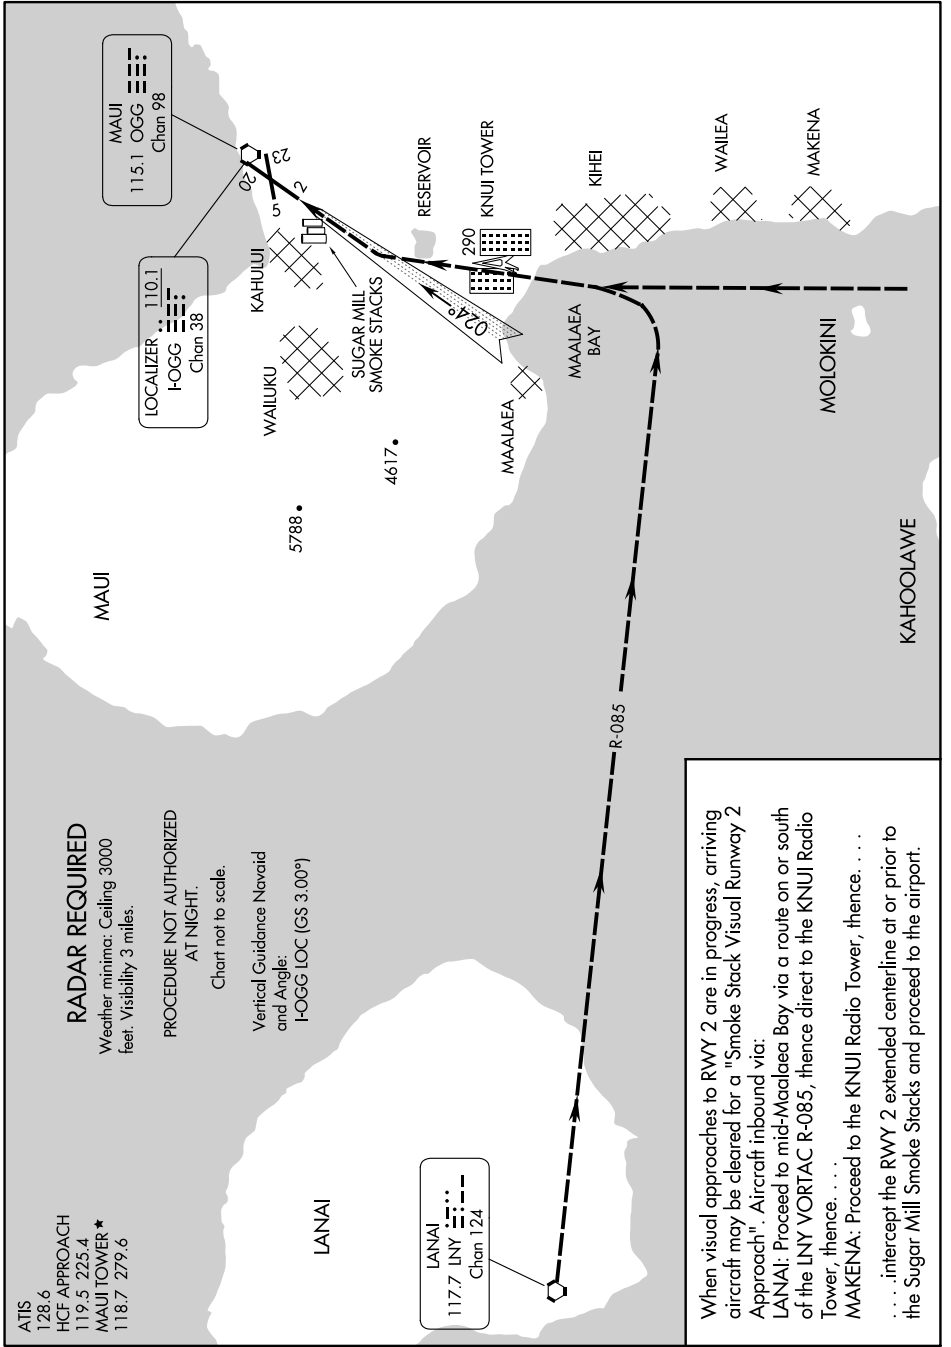 ATIS
128.6
HCF APPROACH
119.5 225.4
MAUI TOWER★
118.7 279.6
RADAR REQUIRED
Weather minima: Ceiling 3000
feet. Visibility 3 miles.
PROCEDURE NOT AUTHORIZED
AT NIGHT.
Chart not to scale.
Vertical Guidance Navaid
and Angle:
I-OGG LOC (GS 3.00°)
MAUI
MAUI
115.1 OGG
Chan 98
LOCALIZER 110.1
I-OGG
Chan 38
20
23
5
2
KAHULUI
WAILUKU
SUGAR MILL
SMOKE STACKS
5788
4617
024°
RESERVOIR
KNUI TOWER
290
MAALAEA
MAALAEA
BAY
KIHEI
WAILEA
MAKENA
MOLOKINI
KAHOOLAWE
R-085
LANAI
LANAI
117.7 LNY
Chan 124
When visual approaches to RWY 2 are in progress, arriving
aircraft may be cleared for a "Smoke Stack Visual Runway 2
Approach". Aircraft inbound via:
LANAI: Proceed to mid-Maalaea Bay via a route on or south
of the LNY VORTAC R-085, thence direct to the KNUI Radio
Tower, thence. . . .
MAKENA: Proceed to the KNUI Radio Tower, thence. . . .
. . . .intercept the RWY 2 extended centerline at or prior to
the Sugar Mill Smoke Stacks and proceed to the airport.